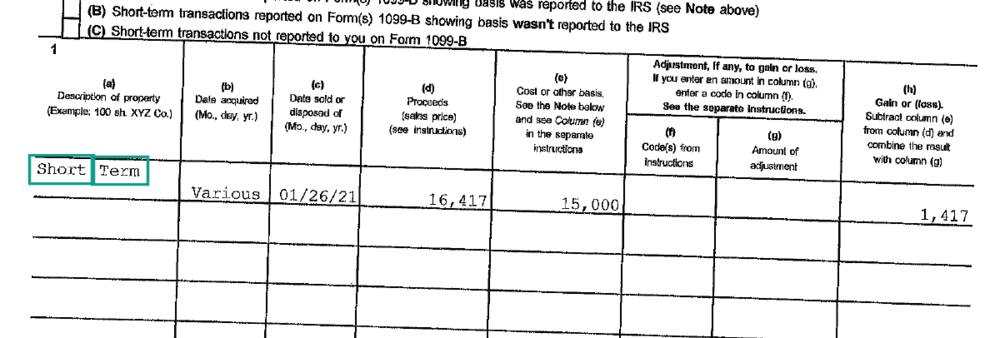 (B) Short-term transactions reported on Form(s) 1099-B showing basis wasn't reported to the IRS
(C) Short-term transactions not reported to you on Form 1099-B
1
(a)
Description of property
(Example: 100 sh. XYZ Co.)
(b)
Date acquired
(Mo., day, yr.)
(c)
Date sold or
disposed of
(Mo., day, yr.)
(d)
Proceeds
(sales price)
(see instructions)
(e)
Cost or other basis.
See the Note below
and see Column (e)
in the separate
instructions
Adjustment, if any, to gain or loss.
If you enter an amount in column (g),
enter a code in column (f).
See the separate instructions.
(f)
Code(s) from
instructions
(g)
Amount of
adjustment
(h)
Gain or (loss).
Subtract column (e)
from column (d) and
combine the result
with column (g)
Short Term
Various 01/26/21 16,417 15,000 1,417